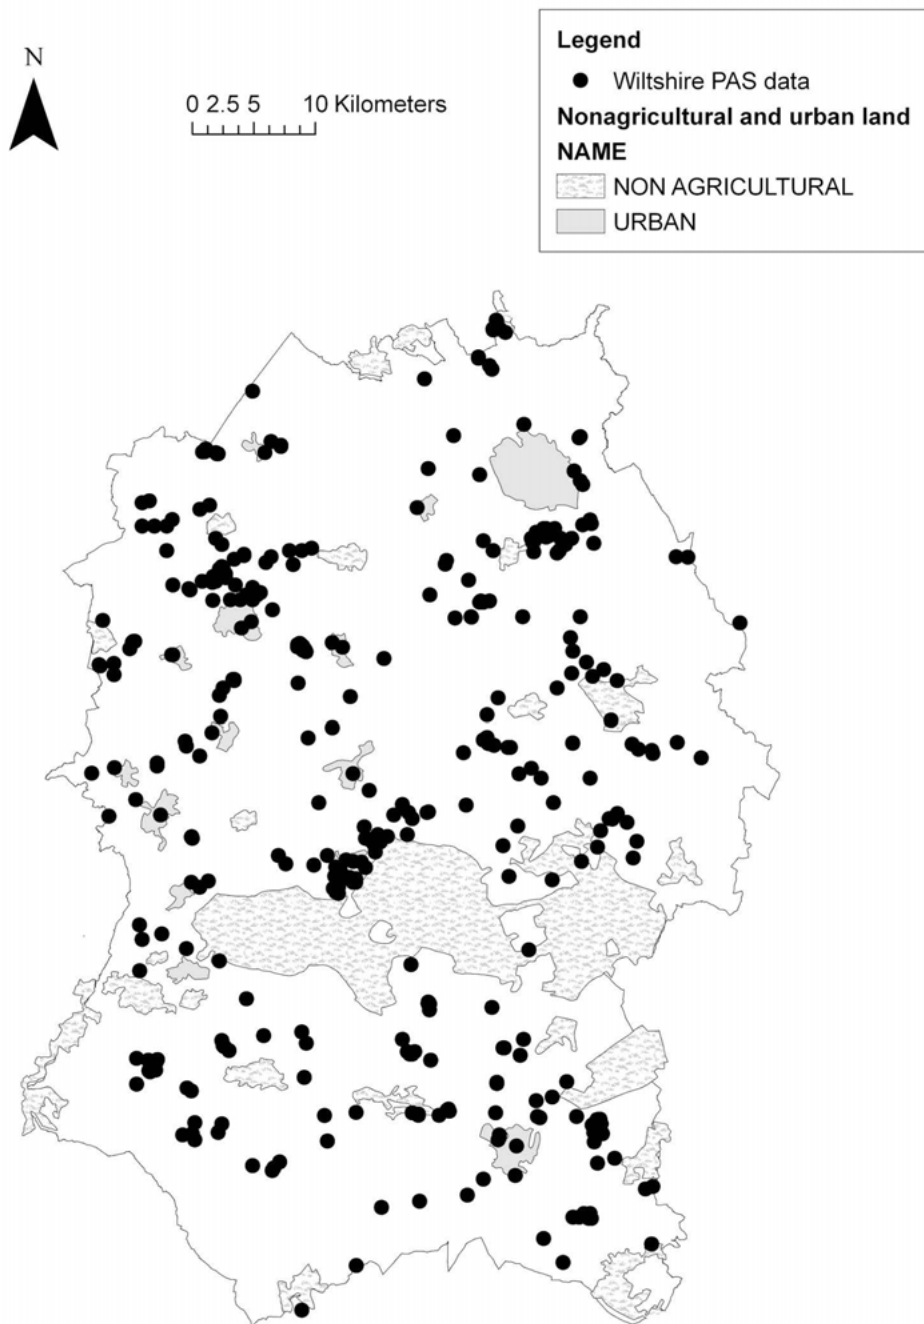 N
0 2.5 5 10 Kilometers
Legend
Wiltshire PAS data
Nonagricultural and urban land
NAME
NON AGRICULTURAL
URBAN